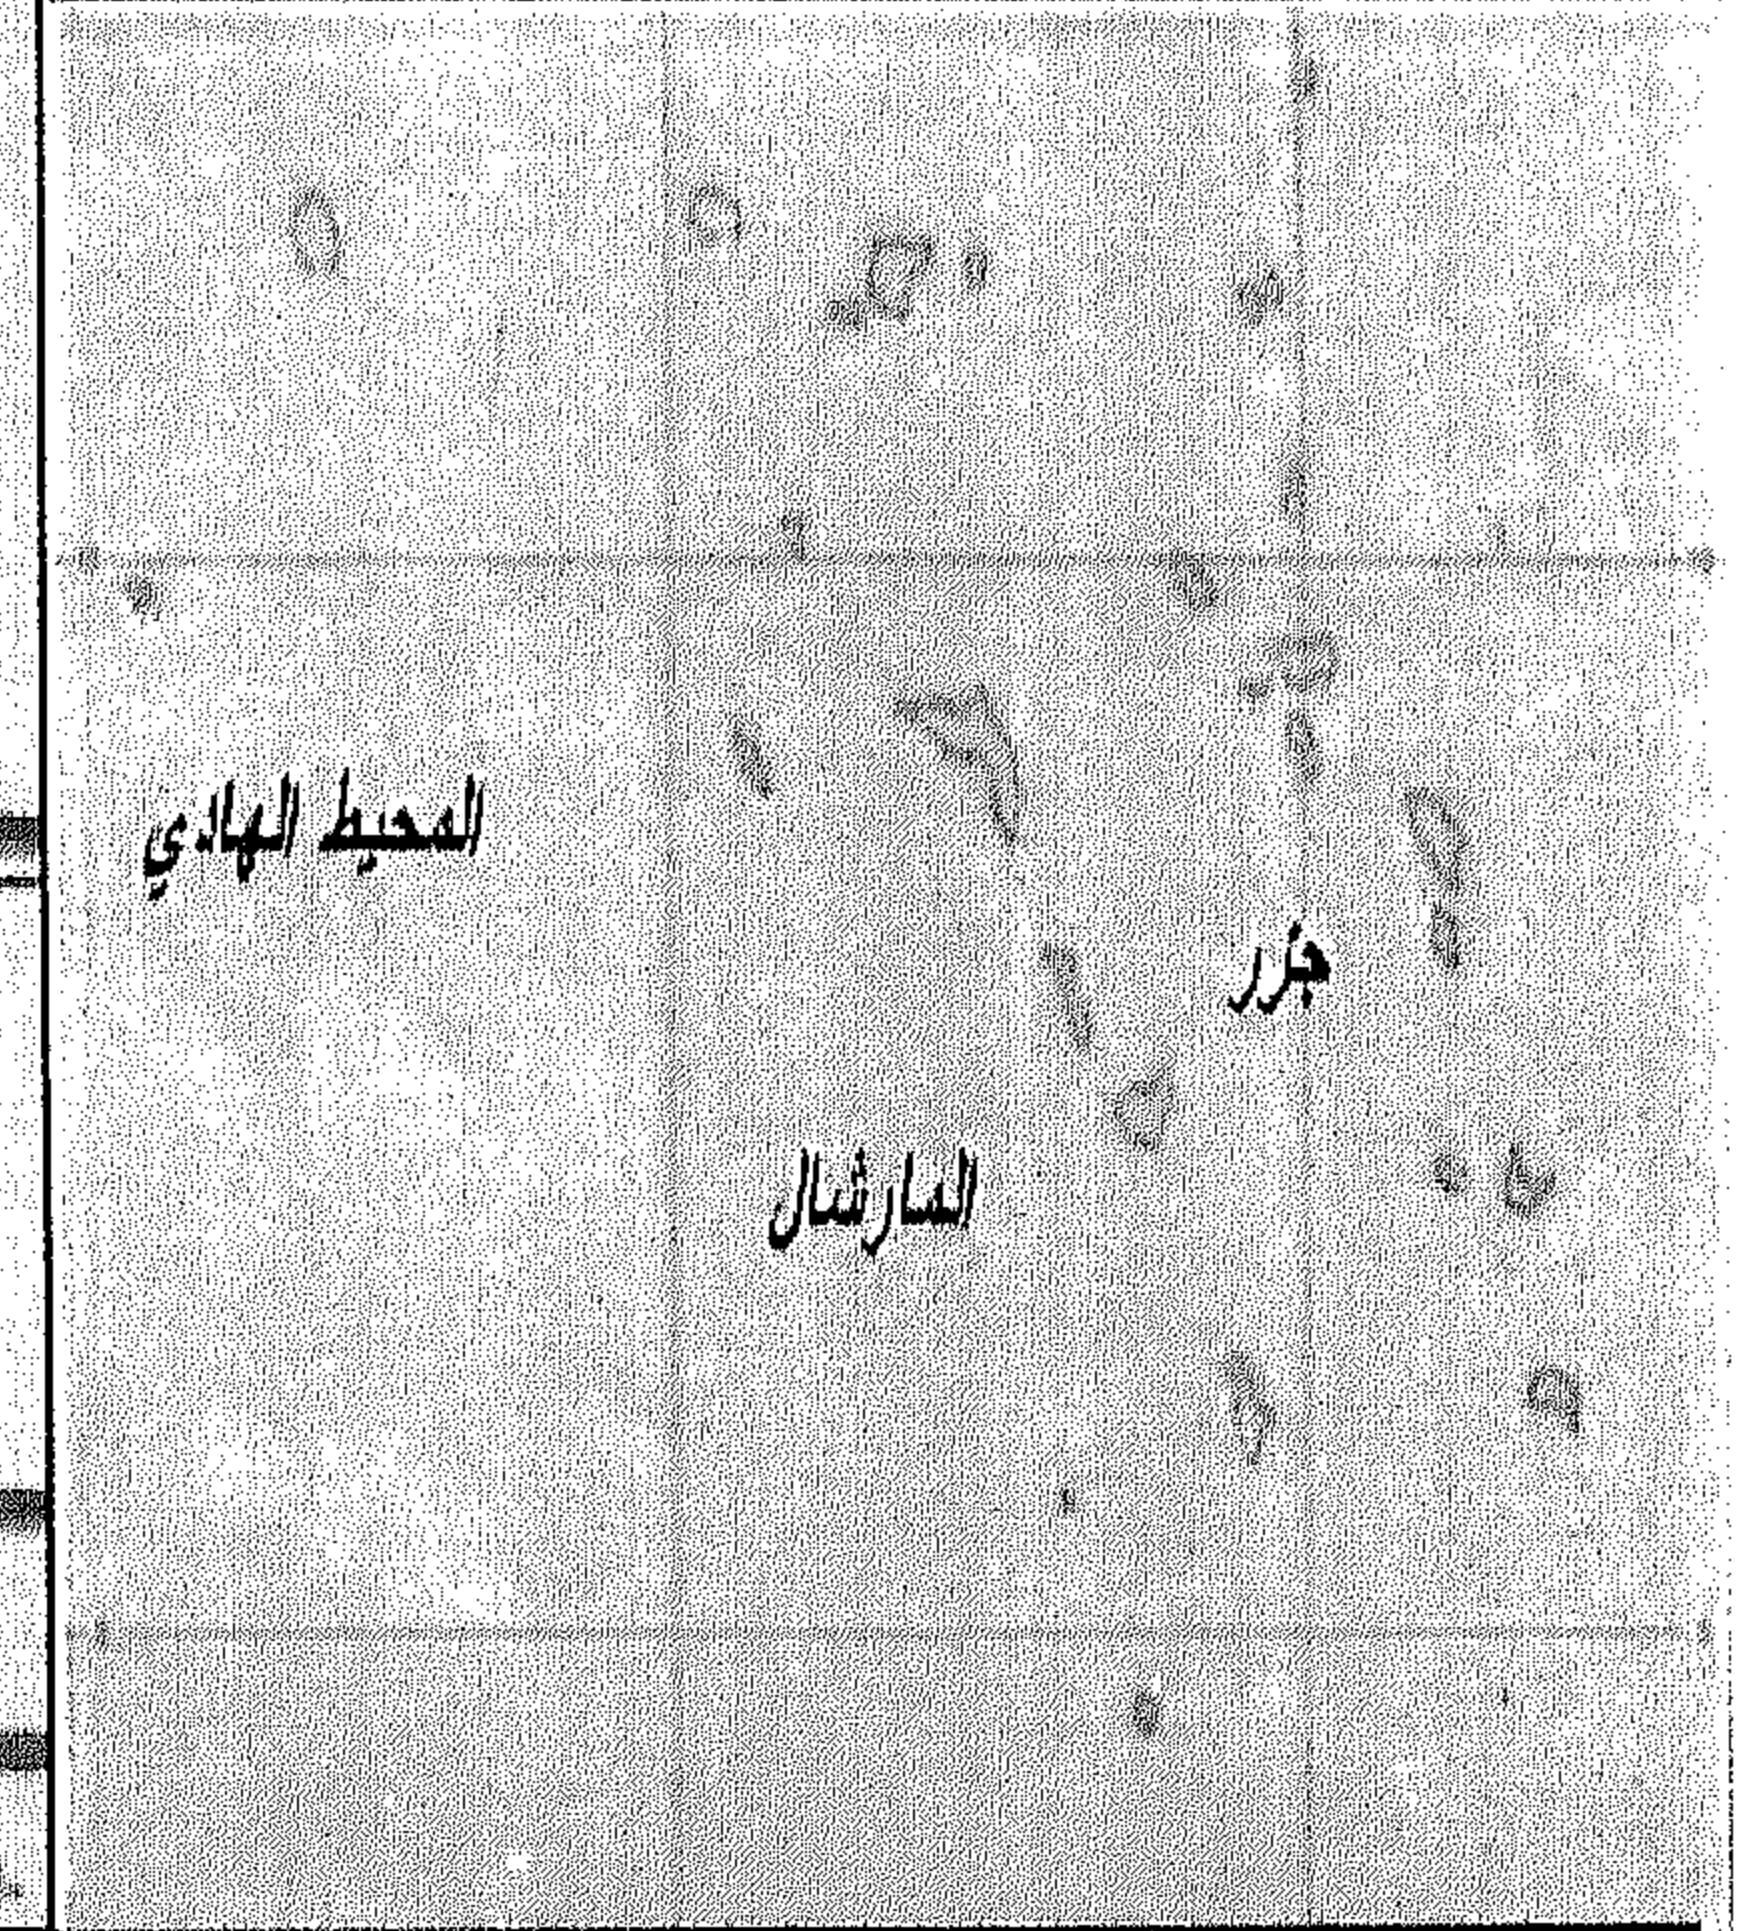 المحيط الهادي
جزر
المارشال